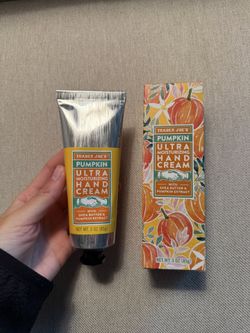 TRADER JOE'S
PUMPKIN
ULTRA
MOISTURIZING
HAND
CREAM
WITH
SHEA BUTTER &
PUMPKIN EXTRACT
NET WT. 3 OZ (85g)
TRADER JOE'S
PUMPKIN
ULTRA
MOISTURIZING
HAND
CREAM
WITH
SHEA BUTTER &
PUMPKIN EXTRACT
NET WT. 3 OZ (85g)